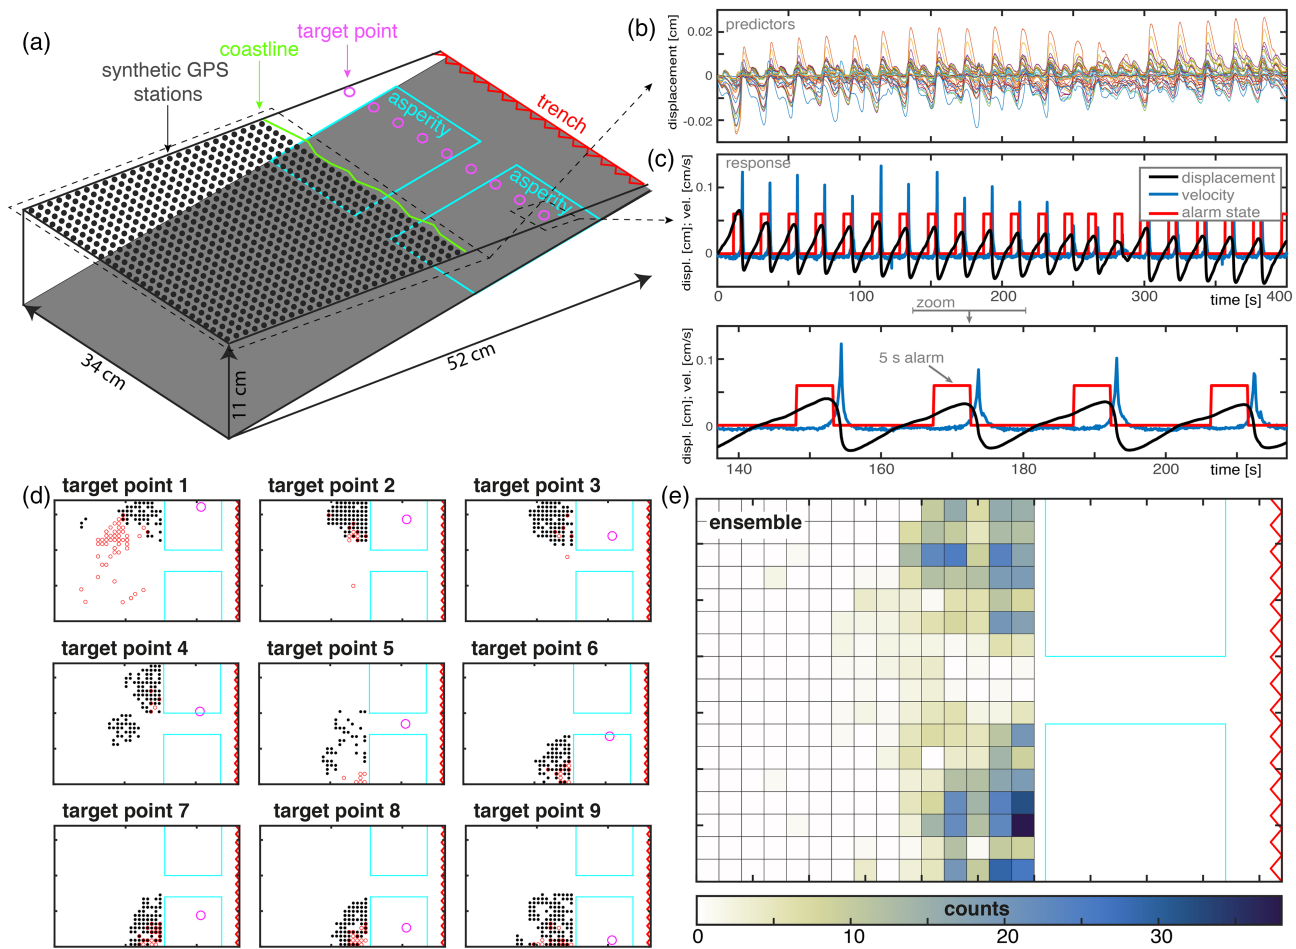 (a)
target point
coastline
synthetic GPS
stations
asperity
asperity
trench
34 cm
11 cm
52 cm
(b)
predictors
displacement [cm]
0.02
0
-0.02
(c)
response
displacement
velocity
alarm state
displ. [cm]; vel. [cm/s]
0.1
0
0
100
200
300
400
time [s]
zoom
5 s alarm
displ. [cm]; vel. [cm/s]
0.1
0
140
160
180
200
time [s]
(d)
target point 1
target point 2
target point 3
target point 4
target point 5
target point 6
target point 7
target point 8
target point 9
(e)
ensemble
counts
0
10
20
30